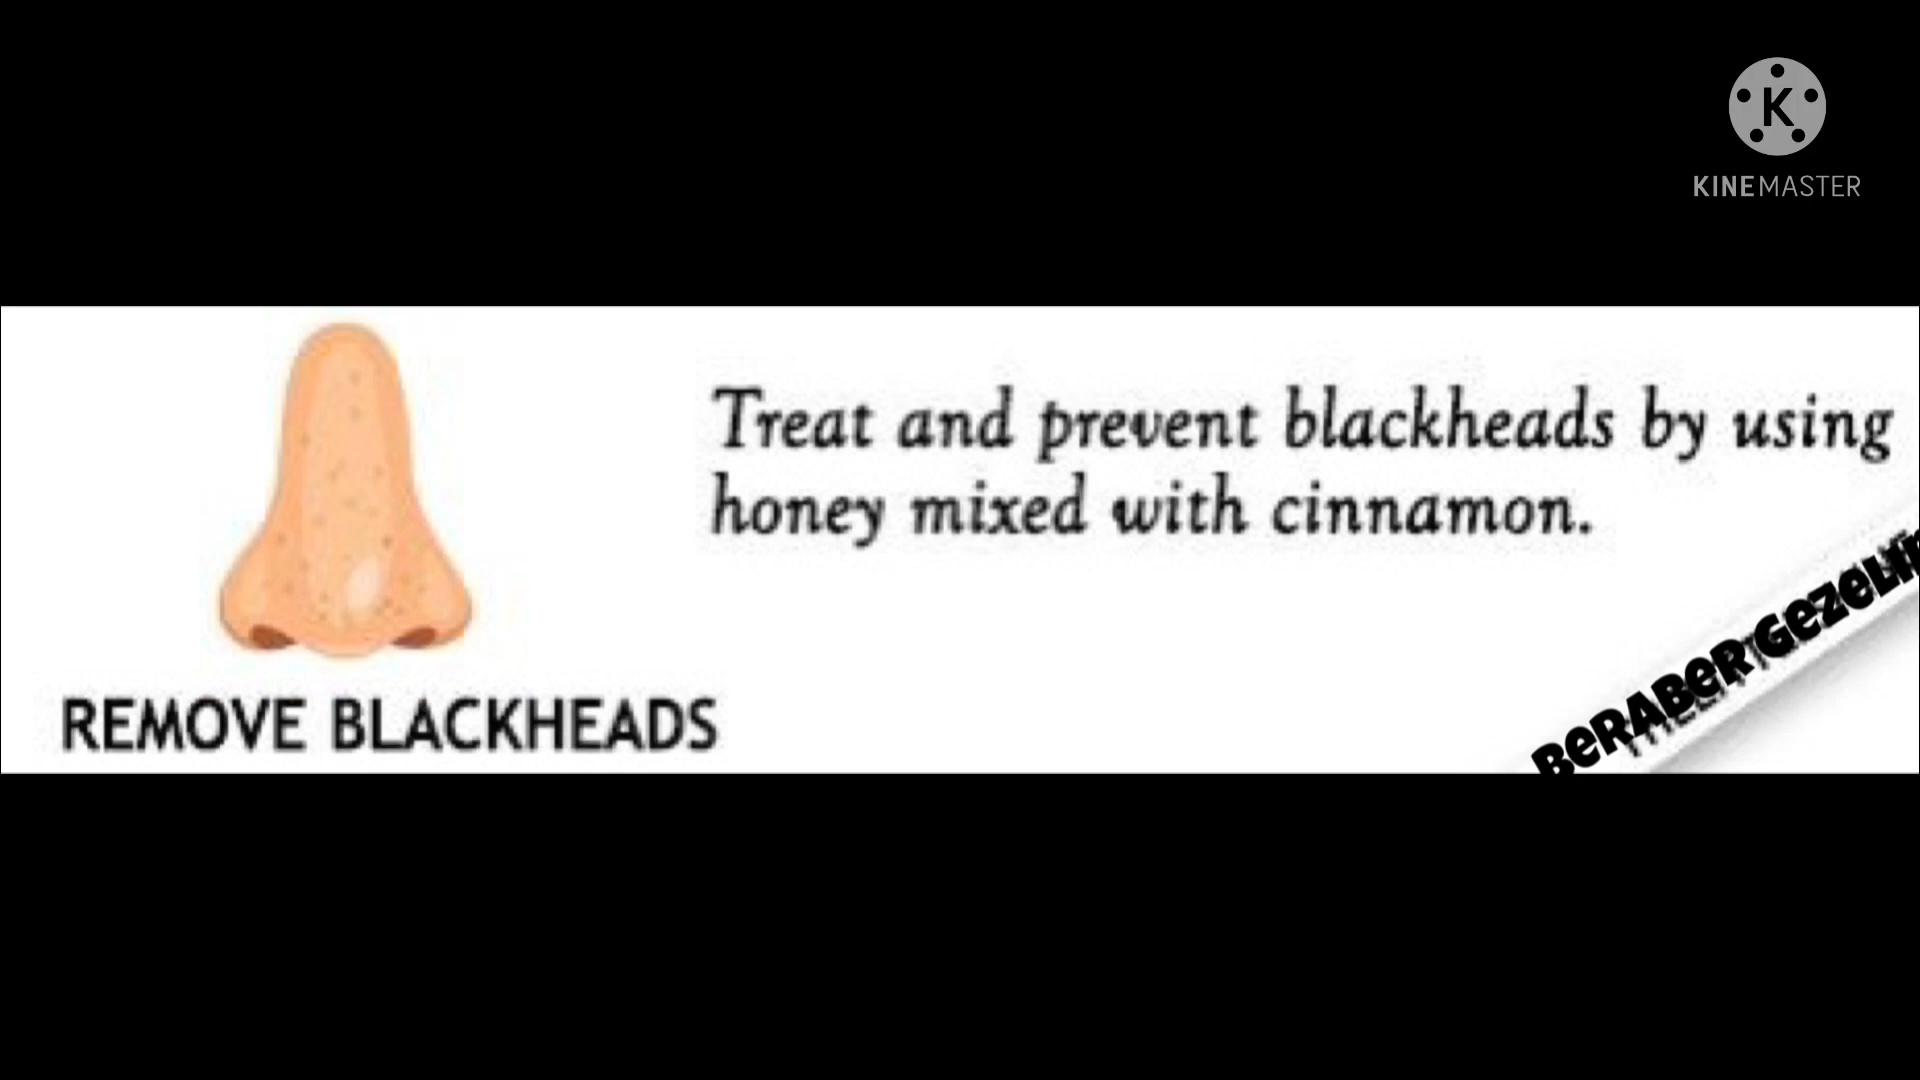 K
KINEMASTER
Treat and prevent blackheads by using
honey mixed with cinnamon.
BERABER
REMOVE BLACKHEADS